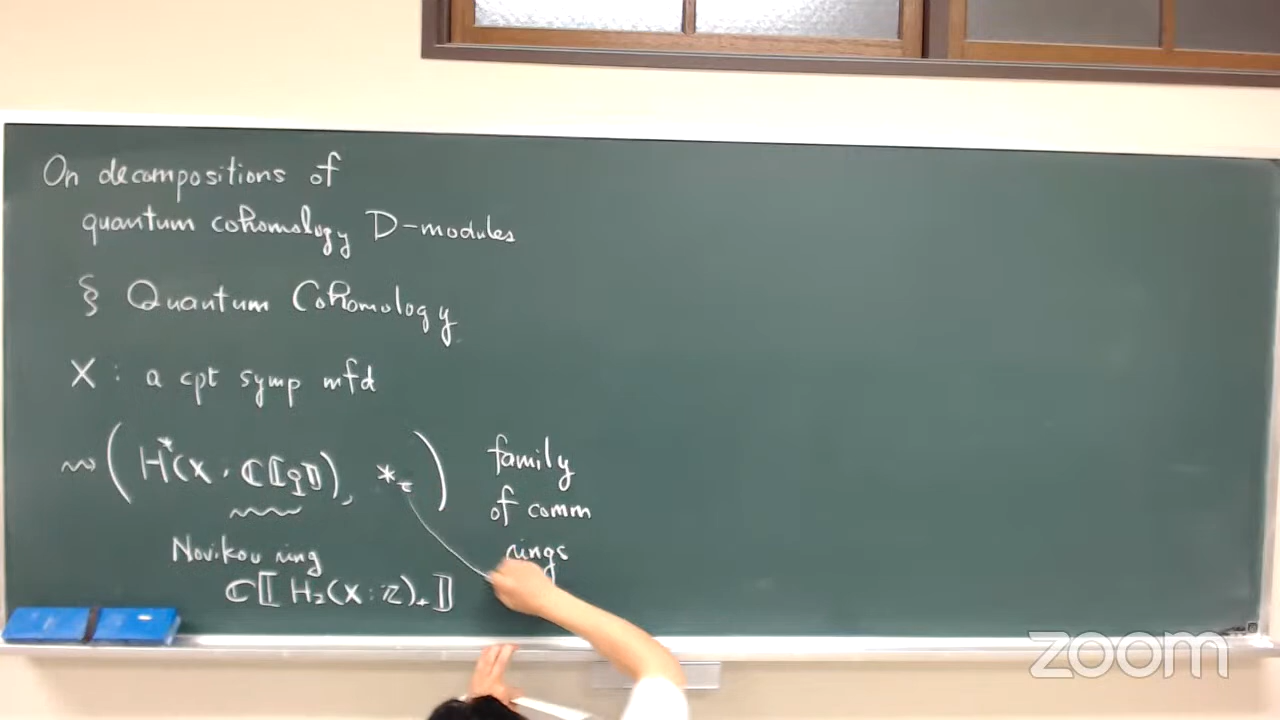 On decompositions of
quantum cohomology D-modules
§ Quantum Cohomology
X : a cpt symp mfd
⇝ ( H*(X, ℂ[[q]]), *_τ ) family
of comm
rings
Novikov ring
ℂ[[ H₂(X:ℤ)₊ ]]
zoom